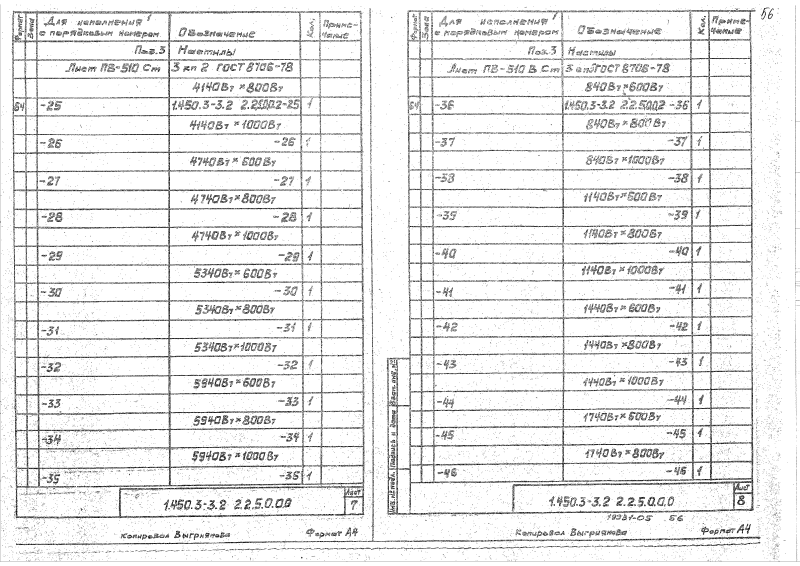 56
Формат
Зона
Для исполнения
с порядковым номером
Обозначение
Кол.
Приме-
чание
Поз.3 Настилы
Лист ПВ-510 Ст 3 кп 2 ГОСТ 8706-78
4140Вт×800Вт
64 -25 1.450.3-3.2 2.2.5.0.0.2-25 1
4140Вт×1000Вт
-26 -26 1
4740Вт×600Вт
-27 -27 1
4740Вт×800Вт
-28 -28 1
4740Вт×1000Вт
-29 -29 1
5340Вт×600Вт
-30 -30 1
5340Вт×800Вт
-31 -31 1
5340Вт×1000Вт
-32 -32 1
5940Вт×600Вт
-33 -33 1
5940Вт×800Вт
-34 -34 1
5940Вт×1000Вт
-35 -35 1
1.450.3-3.2 2.2.5.0.0.0
Лист
7
Копировал Выгриянова Формат А4
Формат
Зона
Для исполнения
с порядковым номером
Обозначение
Кол.
Приме-
чание
Поз.3 Настилы
Лист ПВ-510 В Ст 3 кп ГОСТ 8706-78
840Вт×600Вт
64 -36 1.450.3-3.2 2.2.5.0.0.2 -36 1
840Вт×800Вт
-37 -37 1
840Вт×1000Вт
-38 -38 1
1140Вт×600Вт
-39 -39 1
1140Вт×800Вт
-40 -40 1
1140Вт×1000Вт
-41 -41 1
1440Вт×600Вт
-42 -42 1
1440Вт×800Вт
-43 -43 1
1440Вт×1000Вт
-44 -44 1
1740Вт×600Вт
-45 -45 1
1740Вт×800Вт
-46 -46 1
Инв.№ подл. Подпись и дата Взам.инв.№
1.450.3-3.2 2.2.5.0.0.0
Лист
8
56
Копировал Выгриянова Формат А4